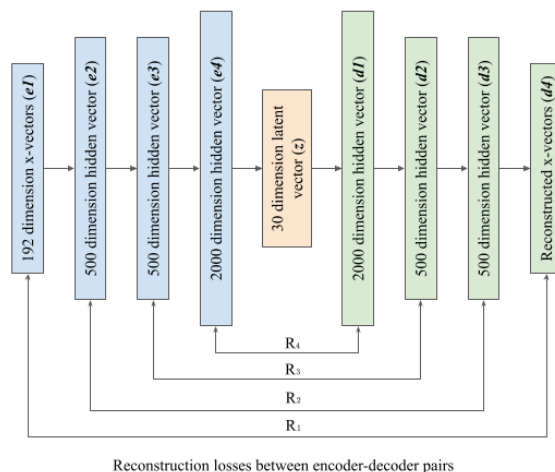 192 dimension x-vectors (e1)
500 dimension hidden vector (e2)
500 dimension hidden vector (e3)
2000 dimension hidden vector (e4)
30 dimension latent
vector (z)
2000 dimension hidden vector (d1)
500 dimension hidden vector (d2)
500 dimension hidden vector (d3)
Reconstructed x-vectors (d4)
R₄
R₃
R₂
R₁
Reconstruction losses between encoder-decoder pairs